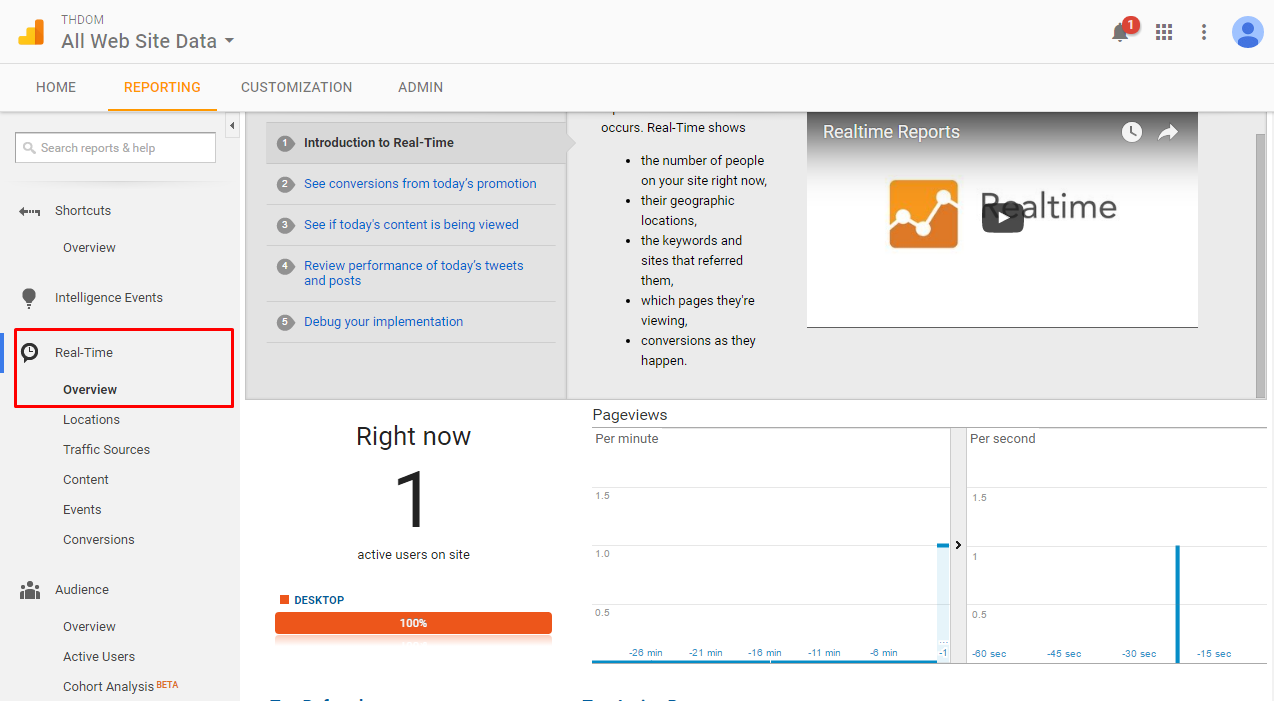 THDOM
All Web Site Data
1
HOME
REPORTING
CUSTOMIZATION
ADMIN
Search reports & help
Shortcuts
Overview
Intelligence Events
Real-Time
Overview
Locations
Traffic Sources
Content
Events
Conversions
Audience
Overview
Active Users
Cohort Analysis BETA
1 Introduction to Real-Time
2 See conversions from today's promotion
3 See if today's content is being viewed
4 Review performance of today's tweets
and posts
5 Debug your implementation
occurs. Real-Time shows
• the number of people
on your site right now,
• their geographic
locations,
• the keywords and
sites that referred
them,
• which pages they're
viewing,
• conversions as they
happen.
Realtime Reports
Realtime
Right now
1
active users on site
DESKTOP
100%
Pageviews
Per minute
1.5
1.0
0.5
-26 min
-21 min
-16 min
-11 min
-6 min
-1
Per second
1.5
1
0.5
-60 sec
-45 sec
-30 sec
-15 sec